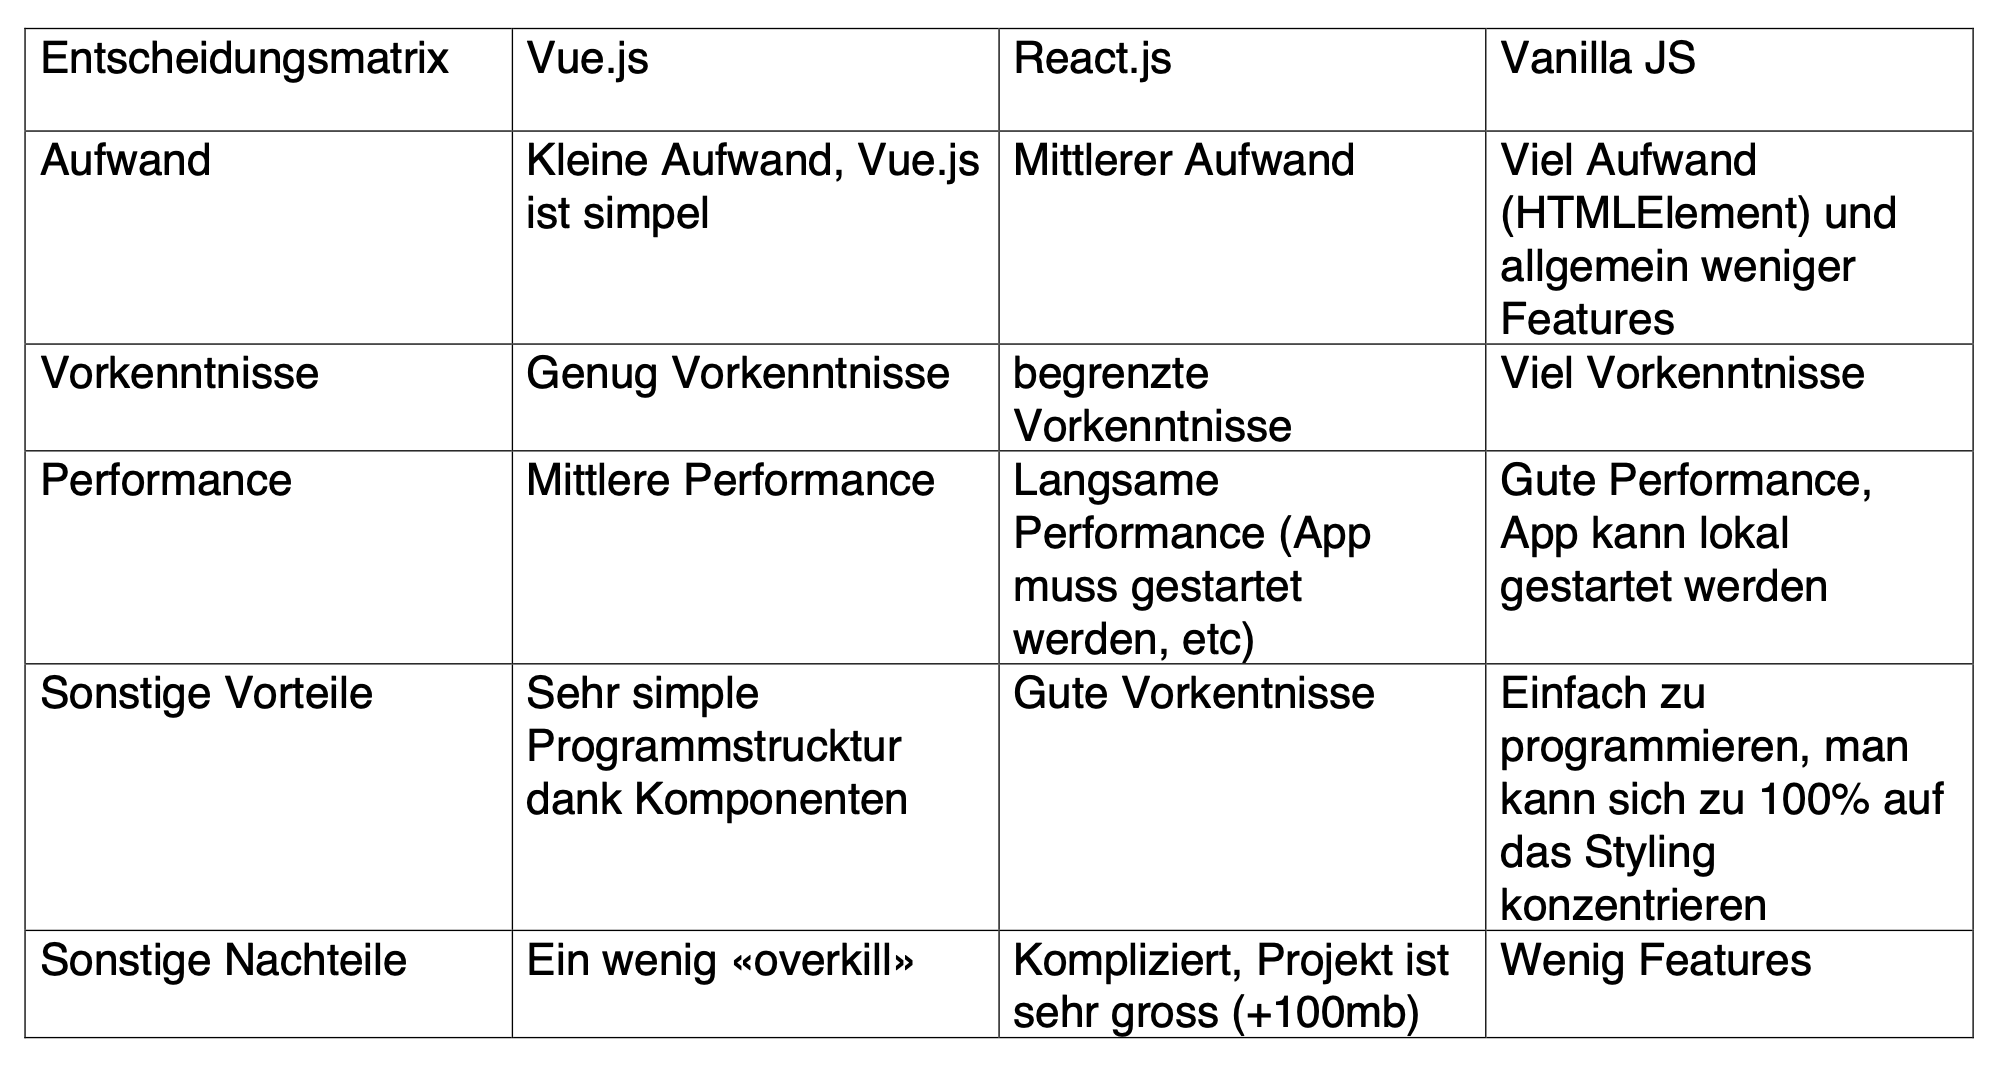 Entscheidungsmatrix
Vue.js
React.js
Vanilla JS
Aufwand
Kleine Aufwand, Vue.js
ist simpel
Mittlerer Aufwand
Viel Aufwand
(HTMLElement) und
allgemein weniger
Features
Vorkenntnisse
Genug Vorkenntnisse
begrenzte
Vorkenntnisse
Viel Vorkenntnisse
Performance
Mittlere Performance
Langsame
Performance (App
muss gestartet
werden, etc)
Gute Performance,
App kann lokal
gestartet werden
Sonstige Vorteile
Sehr simple
Programmstrucktur
dank Komponenten
Gute Vorkentnisse
Einfach zu
programmieren, man
kann sich zu 100% auf
das Styling
konzentrieren
Sonstige Nachteile
Ein wenig «overkill»
Kompliziert, Projekt ist
sehr gross (+100mb)
Wenig Features